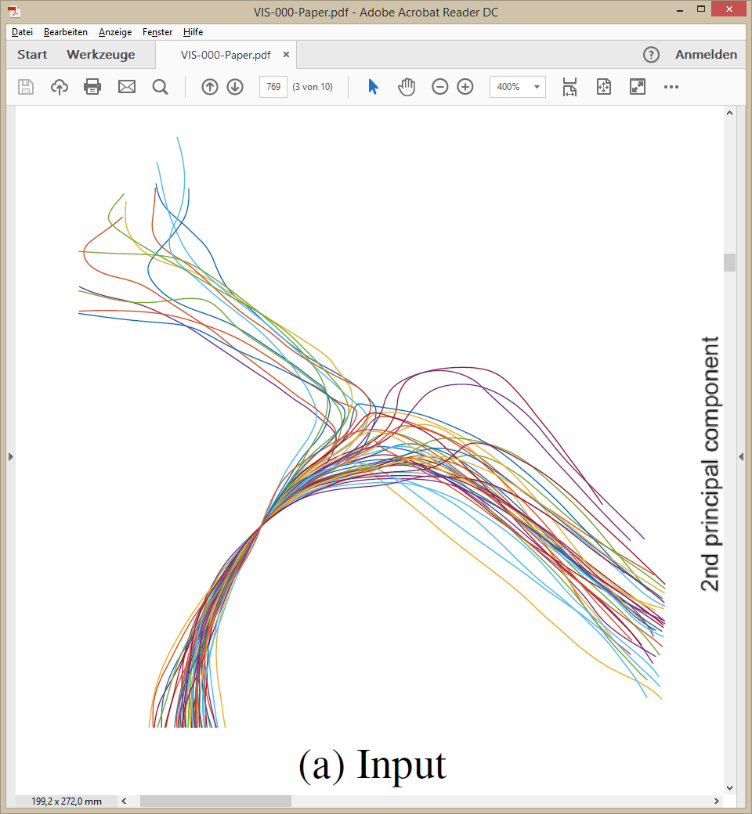 VIS-000-Paper.pdf - Adobe Acrobat Reader DC
Datei Bearbeiten Anzeige Fenster Hilfe
Start Werkzeuge VIS-000-Paper.pdf × ? Anmelden
769 (3 von 10) 400%
2nd principal component
(a) Input
199,2 x 272,0 mm